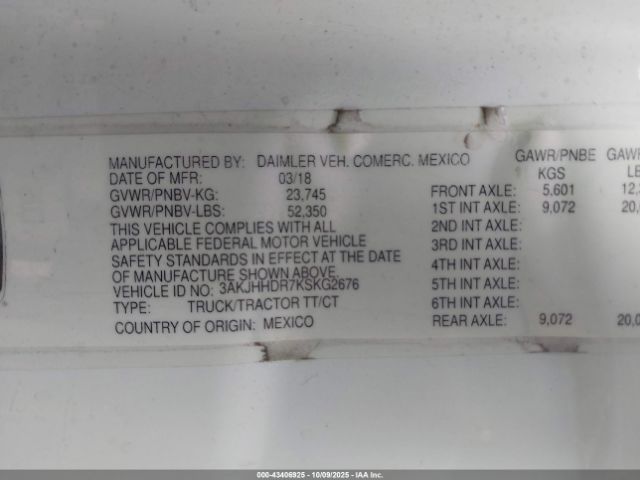 MANUFACTURED BY: DAIMLER VEH. COMERC. MEXICO GAWR/PNBE GAWR
DATE OF MFR: 03/18 KGS
GVWR/PNBV-KG: 23,745 FRONT AXLE: 5,601
GVWR/PNBV-LBS: 52,350 1ST INT AXLE: 9,072
THIS VEHICLE COMPLIES WITH ALL 2ND INT AXLE:
APPLICABLE FEDERAL MOTOR VEHICLE 3RD INT AXLE:
SAFETY STANDARDS IN EFFECT AT THE DATE 4TH INT AXLE:
OF MANUFACTURE SHOWN ABOVE. 5TH INT AXLE:
VEHICLE ID NO.: 3AKJHHDR7KSKG2676 6TH INT AXLE:
TYPE: TRUCK/TRACTOR TT/CT
COUNTRY OF ORIGIN: MEXICO REAR AXLE: 9,072
000-43406925 - 10/09/2025 - IAA Inc.